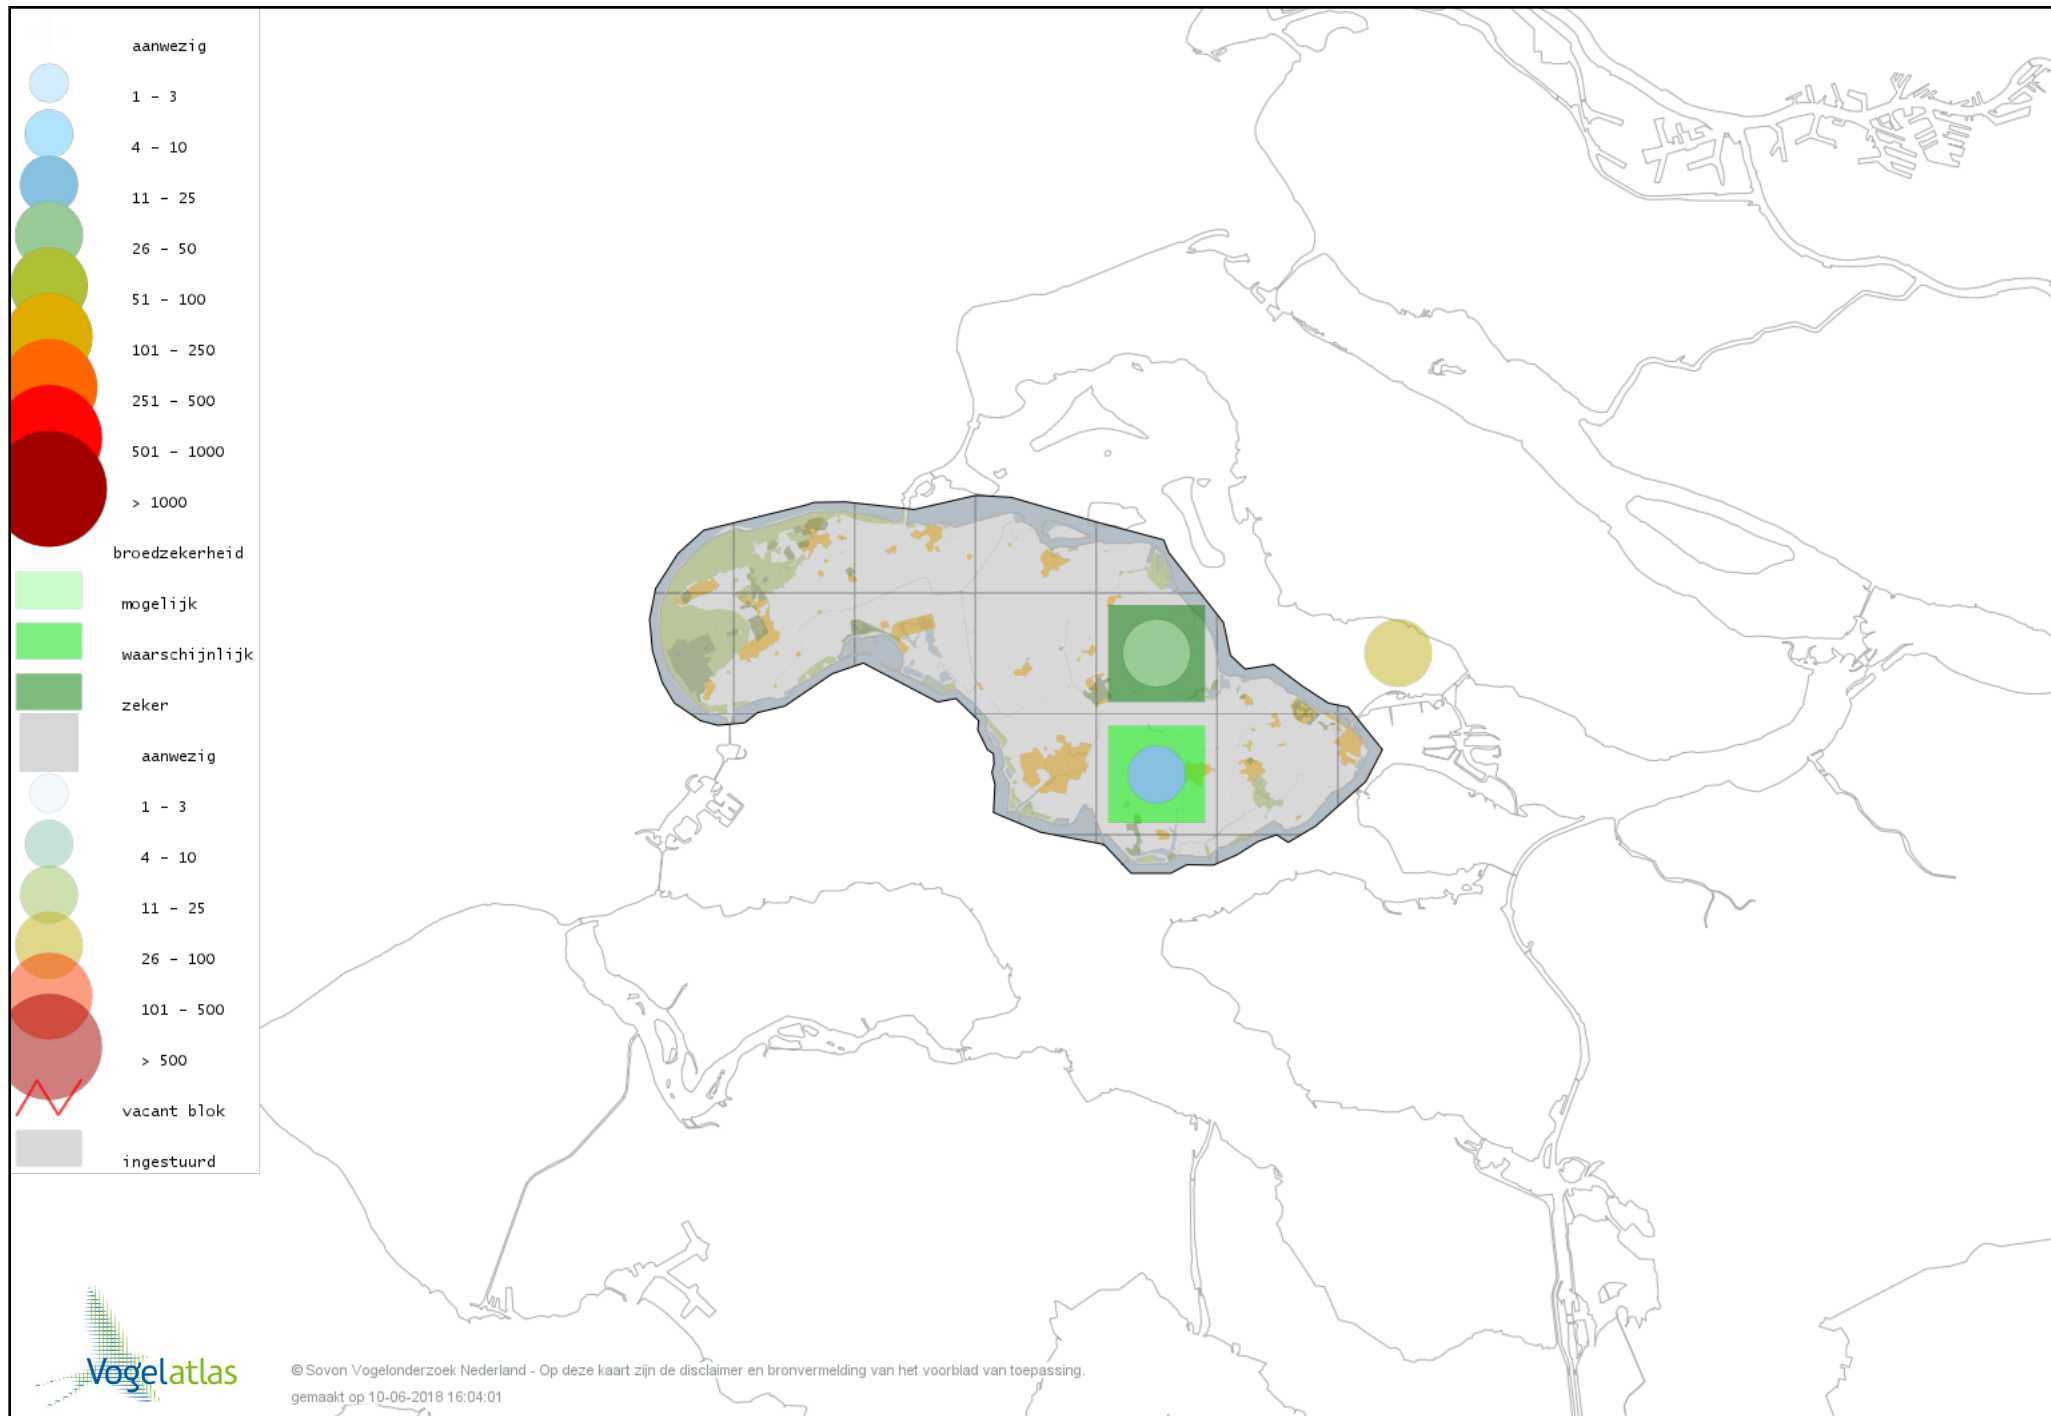 aanwezig
1 - 3
4 - 10
11 - 25
26 - 50
51 - 100
101 - 250
251 - 500
501 - 1000
> 1000
broedzekerheid
mogelijk
waarschijnlijk
zeker
aanwezig
1 - 3
4 - 10
11 - 25
26 - 100
101 - 500
> 500
vacant blok
ingestuurd
Vogelatlas
© Sovon Vogelonderzoek Nederland - Op deze kaart zijn de disclaimer en bronvermelding van het voorblad van toepassing.
gemaakt op 10-06-2018 16:04:01